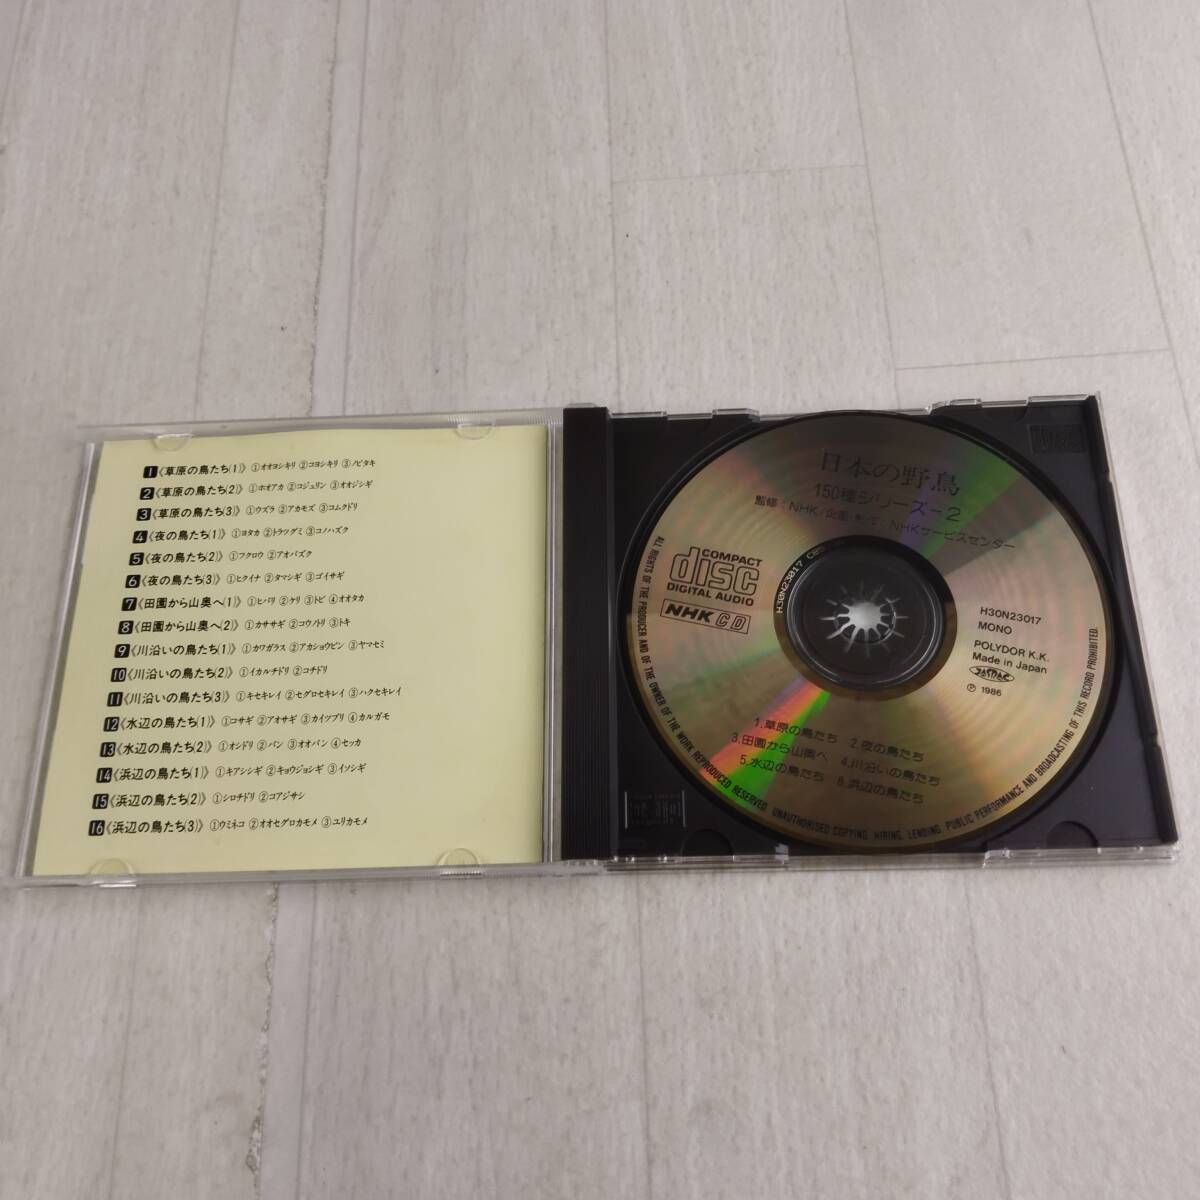 1 《草原の鳥たち(1)》 ①オオヨシキリ ②コヨシキリ ③ノビタキ
2 《草原の鳥たち(2)》 ①ホオアカ ②コジュリン ③オオジシギ
3 《草原の鳥たち(3)》 ①ウズラ ②アカモズ ③コムクドリ
4 《夜の鳥たち(1)》 ①ヨタカ ②トラツグミ ③コノハズク
5 《夜の鳥たち(2)》 ①フクロウ ②アオバズク
6 《夜の鳥たち(3)》 ①ヒクイナ ②タマシギ ③ゴイサギ
7 《田園から山奥へ(1)》 ①ヒバリ ②ケリ ③トビ ④オオタカ
8 《田園から山奥へ(2)》 ①カササギ ②コウノトリ ③トキ
9 《川沿いの鳥たち(1)》 ①カワガラス ②アカショウビン ③ヤマセミ
10 《川沿いの鳥たち(2)》 ①イカルチドリ ②コチドリ
11 《川沿いの鳥たち(3)》 ①キセキレイ ②セグロセキレイ ③ハクセキレイ
12 《水辺の鳥たち(1)》 ①コサギ ②アオサギ ③カイツブリ ④カルガモ
13 《水辺の鳥たち(2)》 ①オシドリ ②バン ③オオバン ④セッカ
14 《浜辺の鳥たち(1)》 ①キアシシギ ②キョウジョシギ ③イソシギ
15 《浜辺の鳥たち(2)》 ①シロチドリ ②コアジサシ
16 《浜辺の鳥たち(3)》 ①ウミネコ ②オオセグロカモメ ③ユリカモメ
日本の野鳥
150種シリーズ-2
監修:NHK/企画・制作:NHKサービスセンター
COMPACT
disc
DIGITAL AUDIO
NHK CD
H30N23017
H30N23017
MONO
POLYDOR K.K.
Made in Japan
JASRAC
Ⓟ 1986
1.草原の鳥たち 2.夜の鳥たち
3.田園から山奥へ 4.川沿いの鳥たち
5.水辺の鳥たち 6.浜辺の鳥たち
ALL RIGHTS OF THE PRODUCER AND OF THE OWNER OF THE WORK REPRODUCED RESERVED. UNAUTHORISED COPYING, HIRING, LENDING, PUBLIC PERFORMANCE AND BROADCASTING OF THIS RECORD PROHIBITED.